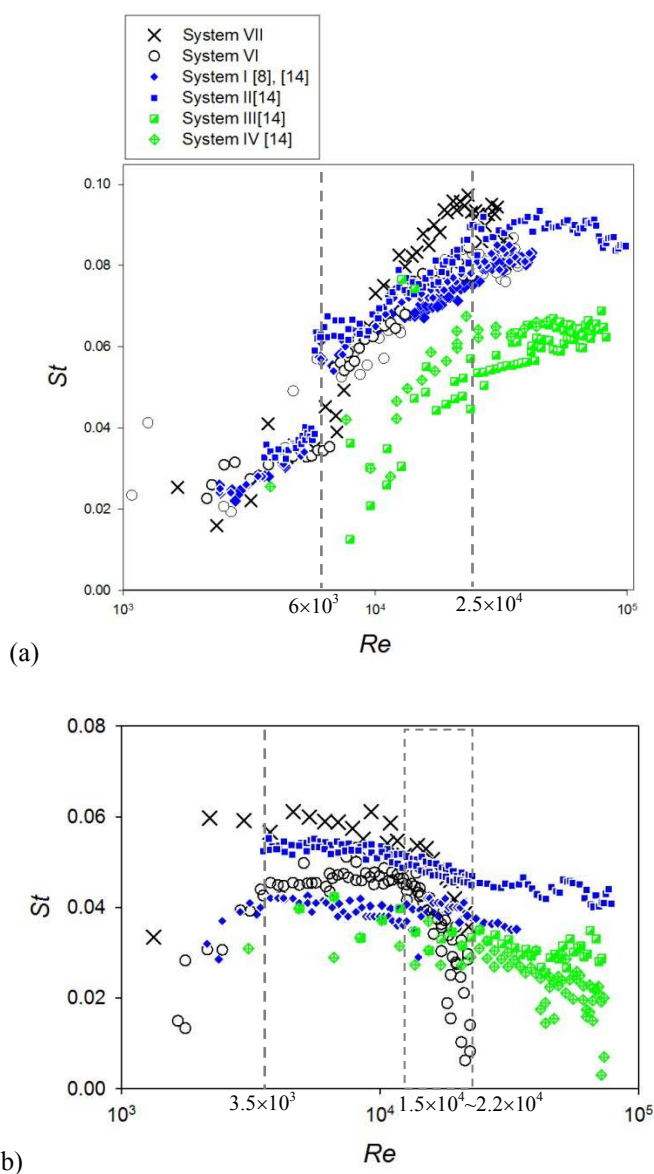 System VII
System VI
System I [8], [14]
System II[14]
System III[14]
System IV [14]
0.10
0.08
0.06
0.04
0.02
0.00
St
10³
6×10³
10⁴
2.5×10⁴
10⁵
Re
(a)
0.08
0.06
0.04
0.02
0.00
St
10³
3.5×10³
10⁴
1.5×10⁴~2.2×10⁴
10⁵
Re
b)